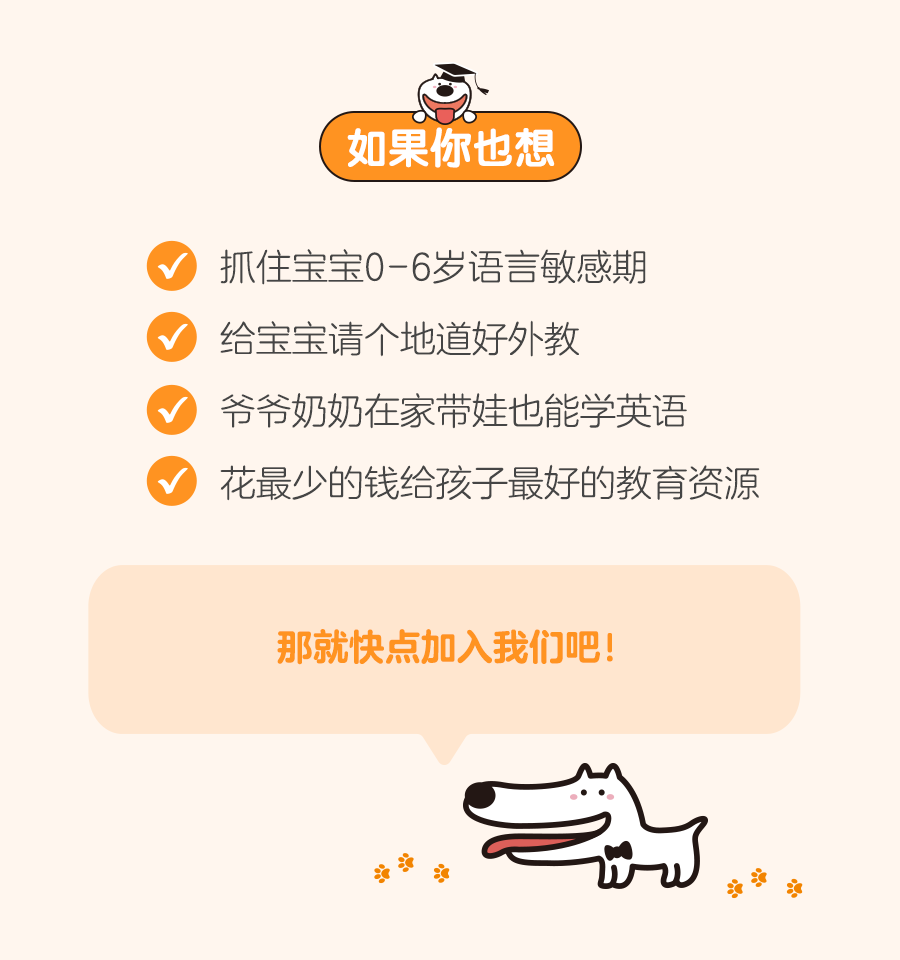 如果你也想
抓住宝宝0-6岁语言敏感期
给宝宝请个地道好外教
爷爷奶奶在家带娃也能学英语
花最少的钱给孩子最好的教育资源
那就快点加入我们吧！